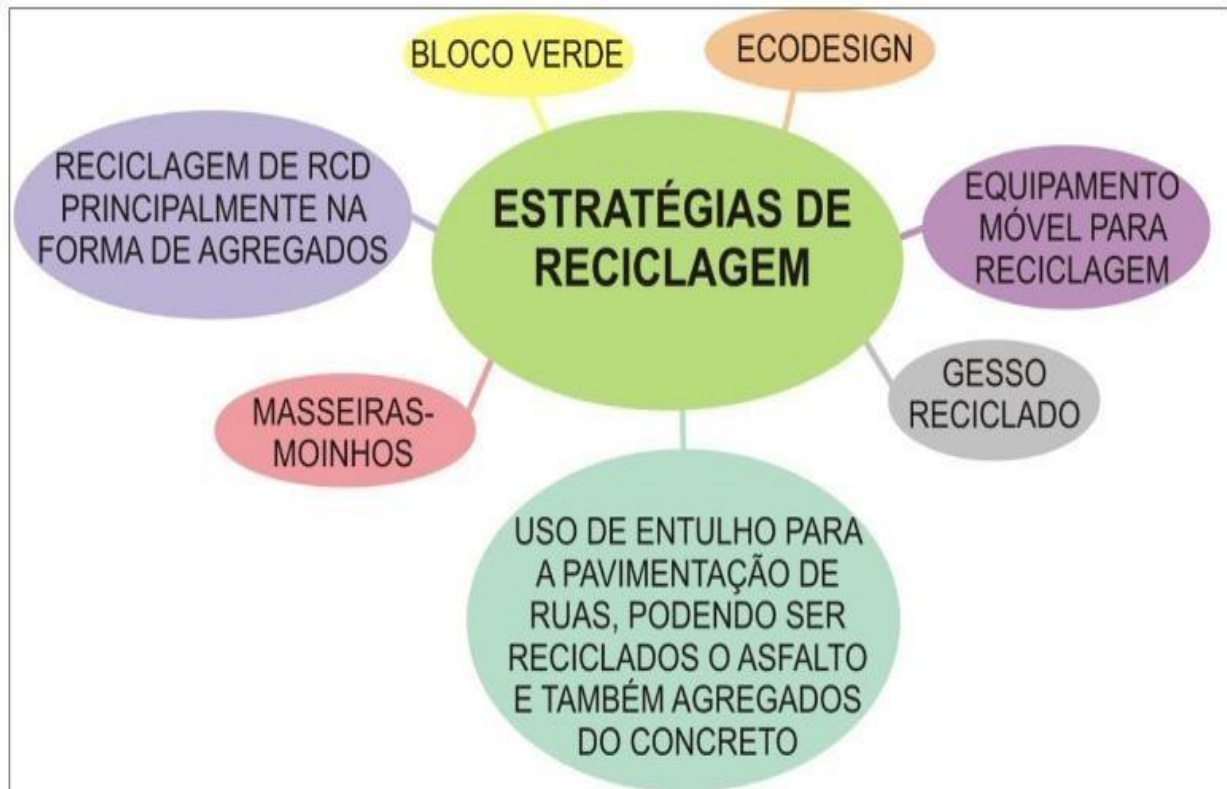 BLOCO VERDE
ECODESIGN
RECICLAGEM DE RCD
PRINCIPALMENTE NA
FORMA DE AGREGADOS
ESTRATÉGIAS DE
RECICLAGEM
EQUIPAMENTO
MÓVEL PARA
RECICLAGEM
MASSEIRAS-
MOINHOS
GESSO
RECICLADO
USO DE ENTULHO PARA
A PAVIMENTAÇÃO DE
RUAS, PODENDO SER
RECICLADOS O ASFALTO
E TAMBÉM AGREGADOS
DO CONCRETO